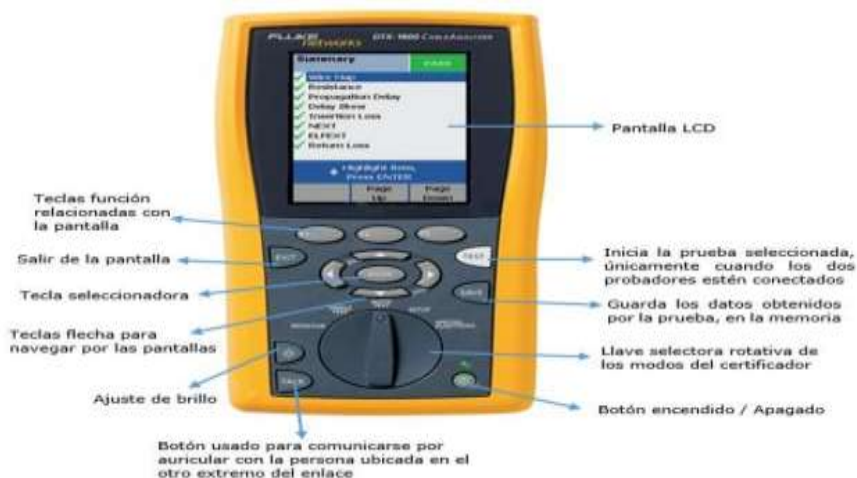 FLUKE networks DTX-1800 CABLEANALYZER
Summary
PASS
Wire Map
Resistance
Propagation Delay
Delay Skew
Insertion Loss
NEXT
ELFEXT
Return Loss
Highlight Item,
Press ENTER
Page Up
Page Down
Pantalla LCD
Teclas función
relacionadas con
la pantalla
Salir de la pantalla
Tecla seleccionadora
Teclas flecha para
navegar por las pantallas
Ajuste de brillo
Botón usado para comunicarse por
auricular con la persona ubicada en el
otro extremo del enlace
Inicia la prueba seleccionada,
únicamente cuando los dos
probadores estén conectados
Guarda los datos obtenidos
por la prueba, en la memoria
Llave selectora rotativa de
los modos del certificador
Botón encendido / Apagado
EXIT
TEST
SAVE
MONITOR
SETUP
TALK